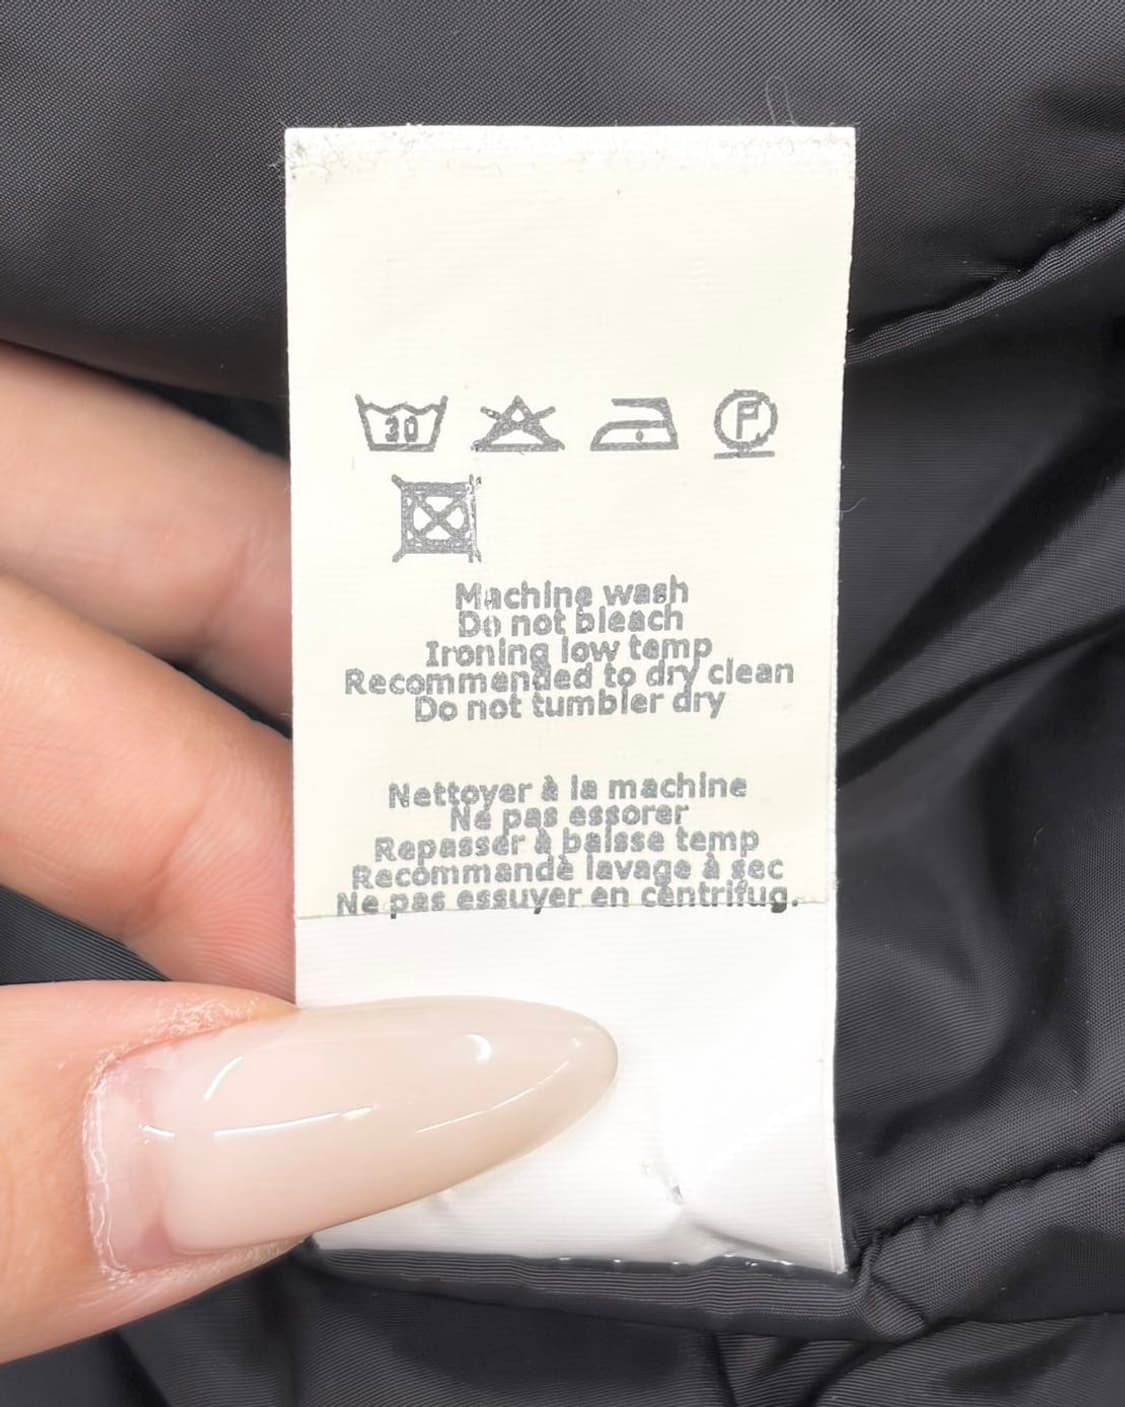 30 P
Machine wash
Do not bleach
Ironing low temp
Recommended to dry clean
Do not tumbler dry
Nettoyer à la machine
Ne pas essorer
Repasser à baisse temp
Recommandè lavage à sec
Ne pas essuyer en centrifug.